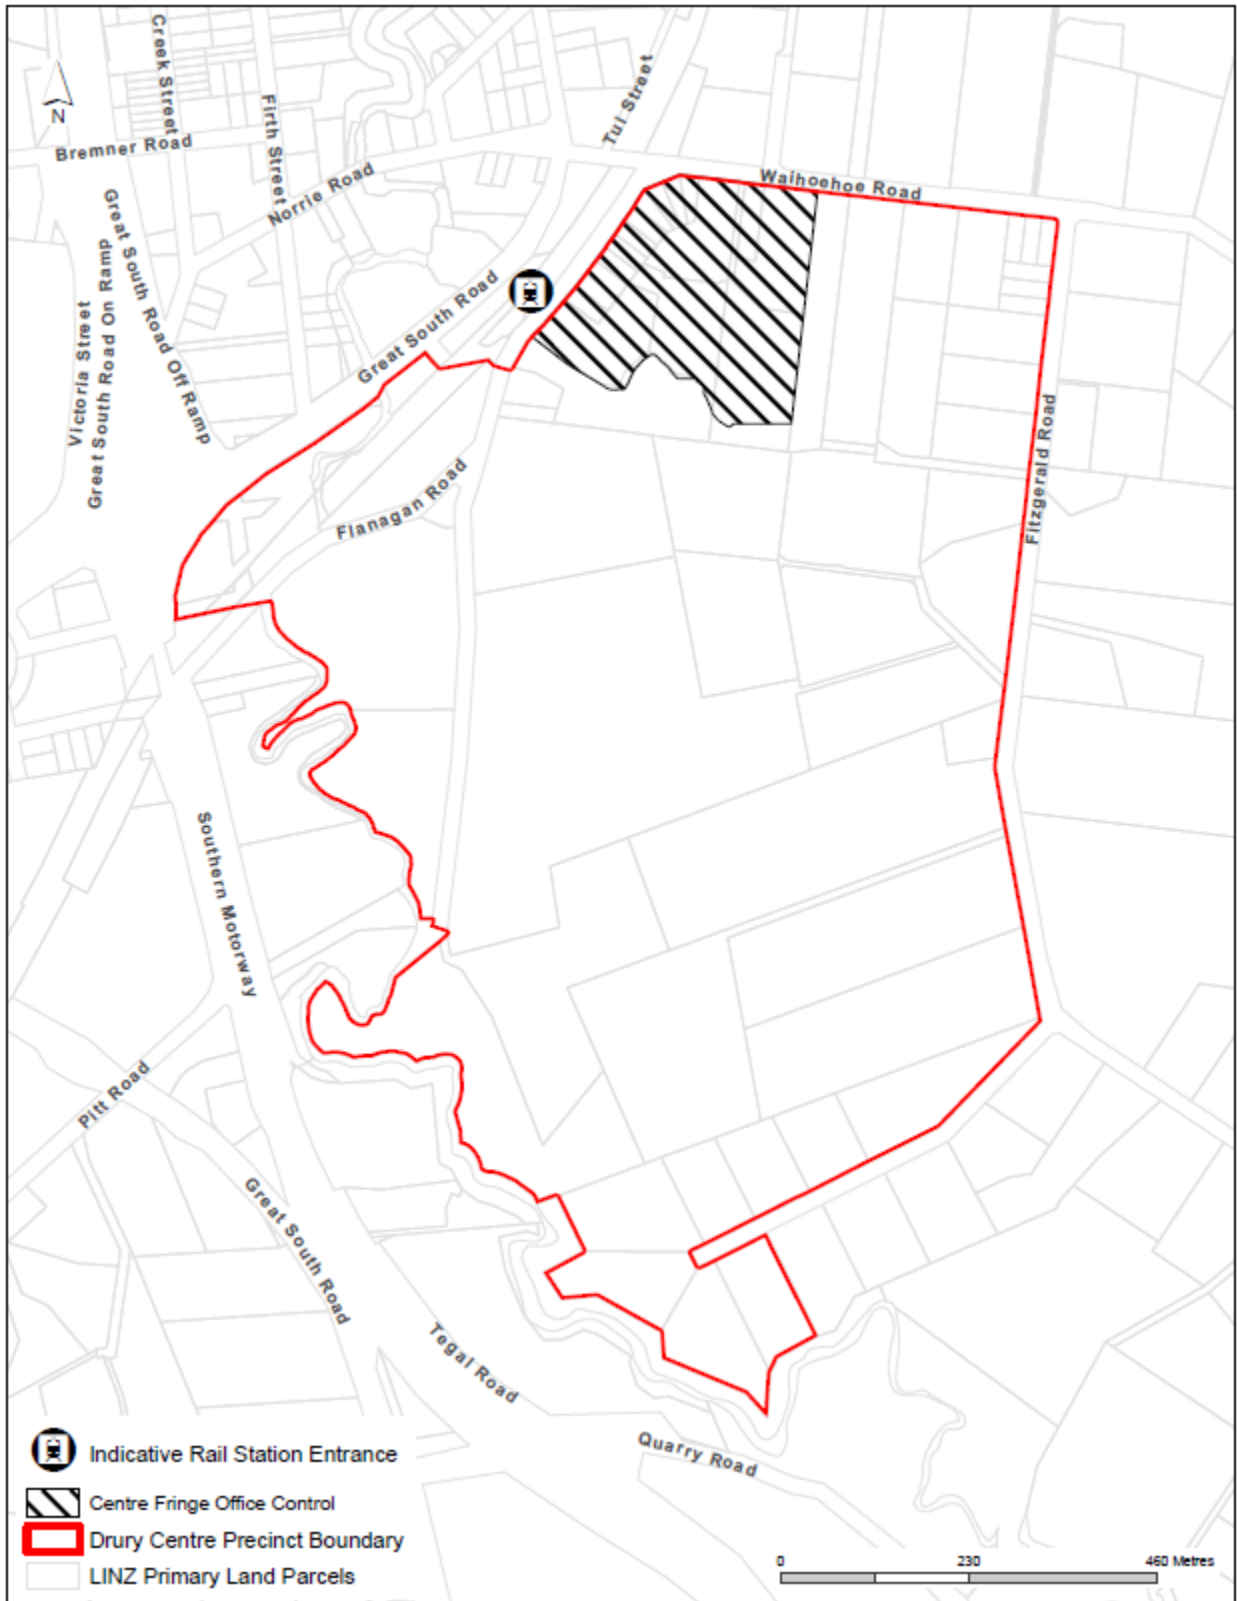 Creek Street
Tui Street
N
Firth Street
Bremner Road
Norrie Road
Waihoehoe Road
Great South Road Off Ramp
Great South Road On Ramp
Victoria Street
Great South Road
Fitzgerald Road
Flanagan Road
Southern Motorway
Pitt Road
Great South Road
Tegal Road
Quarry Road
Indicative Rail Station Entrance
Centre Fringe Office Control
Drury Centre Precinct Boundary
LINZ Primary Land Parcels
0 230 460 Metres